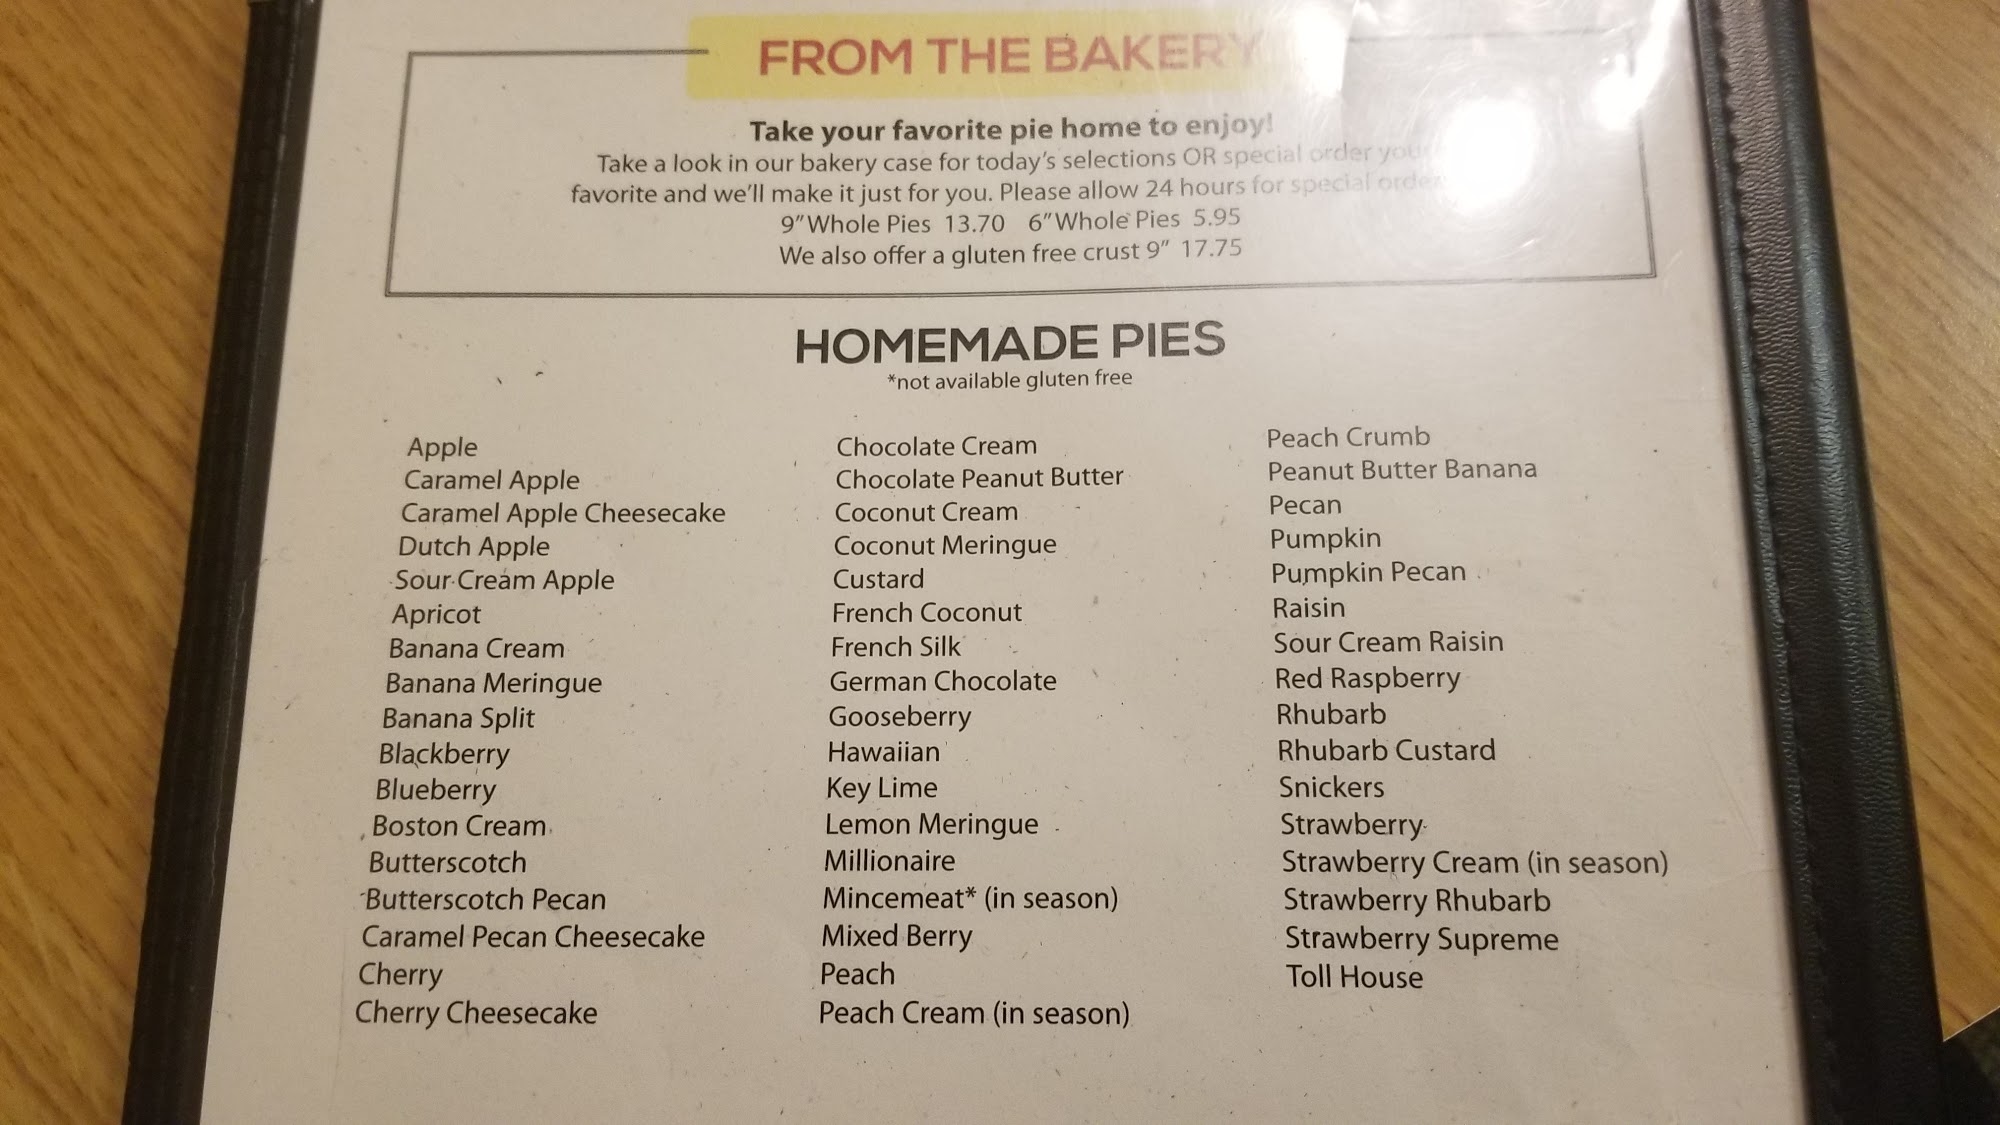 FROM THE BAKERY
Take your favorite pie home to enjoy!
Take a look in our bakery case for today's selections OR special order
favorite and we'll make it just for you. Please allow 24 hours for special
9" Whole Pies 13.70 6" Whole Pies 5.95
We also offer a gluten free crust 9" 17.75
HOMEMADE PIES
*not available gluten free
Apple
Caramel Apple
Caramel Apple Cheesecake
Dutch Apple
Sour Cream Apple
Apricot
Banana Cream
Banana Meringue
Banana Split
Blackberry
Blueberry
Boston Cream
Butterscotch
Butterscotch Pecan
Caramel Pecan Cheesecake
Cherry
Cherry Cheesecake
Chocolate Cream
Chocolate Peanut Butter
Coconut Cream
Coconut Meringue
Custard
French Coconut
French Silk
German Chocolate
Gooseberry
Hawaiian
Key Lime
Lemon Meringue
Millionaire
Mincemeat* (in season)
Mixed Berry
Peach
Peach Cream (in season)
Peach Crumb
Peanut Butter Banana
Pecan
Pumpkin
Pumpkin Pecan
Raisin
Sour Cream Raisin
Red Raspberry
Rhubarb
Rhubarb Custard
Snickers
Strawberry
Strawberry Cream (in season)
Strawberry Rhubarb
Strawberry Supreme
Toll House